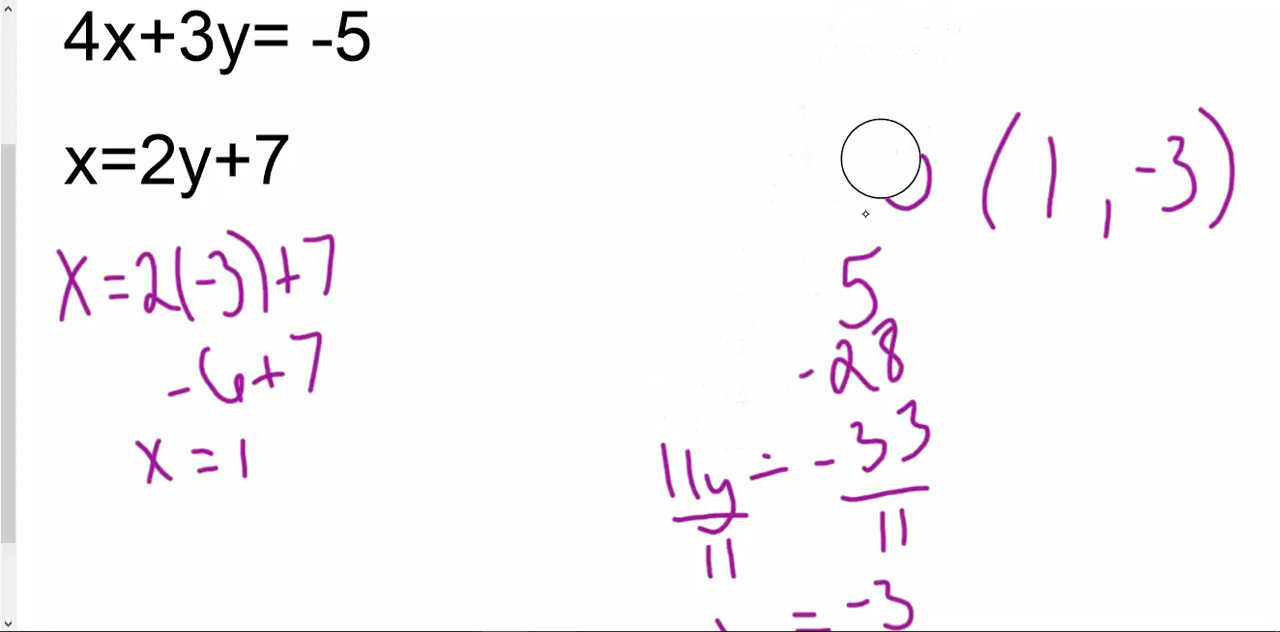 4x+3y= -5
x=2y+7
x=2(-3)+7
-6+7
x=1
(1,-3)
5
-28
11y = -33
11 11
= -3